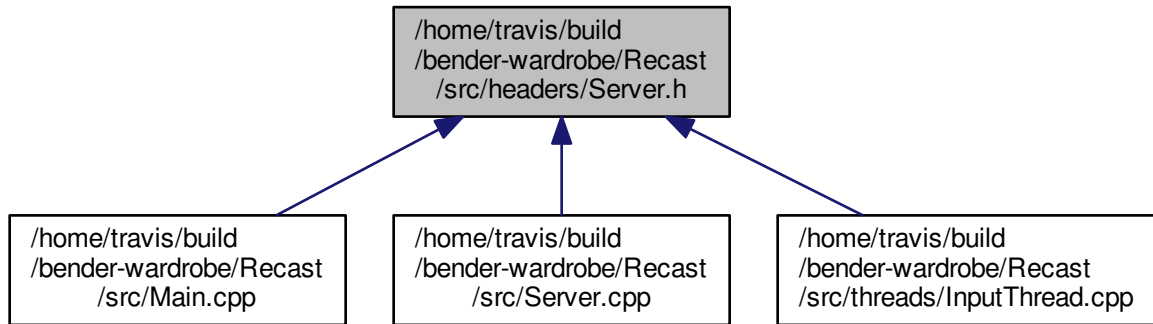 /home/travis/build
/bender-wardrobe/Recast
/src/headers/Server.h
/home/travis/build
/bender-wardrobe/Recast
/src/Main.cpp
/home/travis/build
/bender-wardrobe/Recast
/src/Server.cpp
/home/travis/build
/bender-wardrobe/Recast
/src/threads/InputThread.cpp